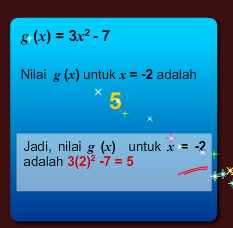 g (x) = 3x² - 7
Nilai g (x) untuk x = -2 adalah
5
Jadi, nilai g (x) untuk x = -2
adalah 3(2)² -7 = 5